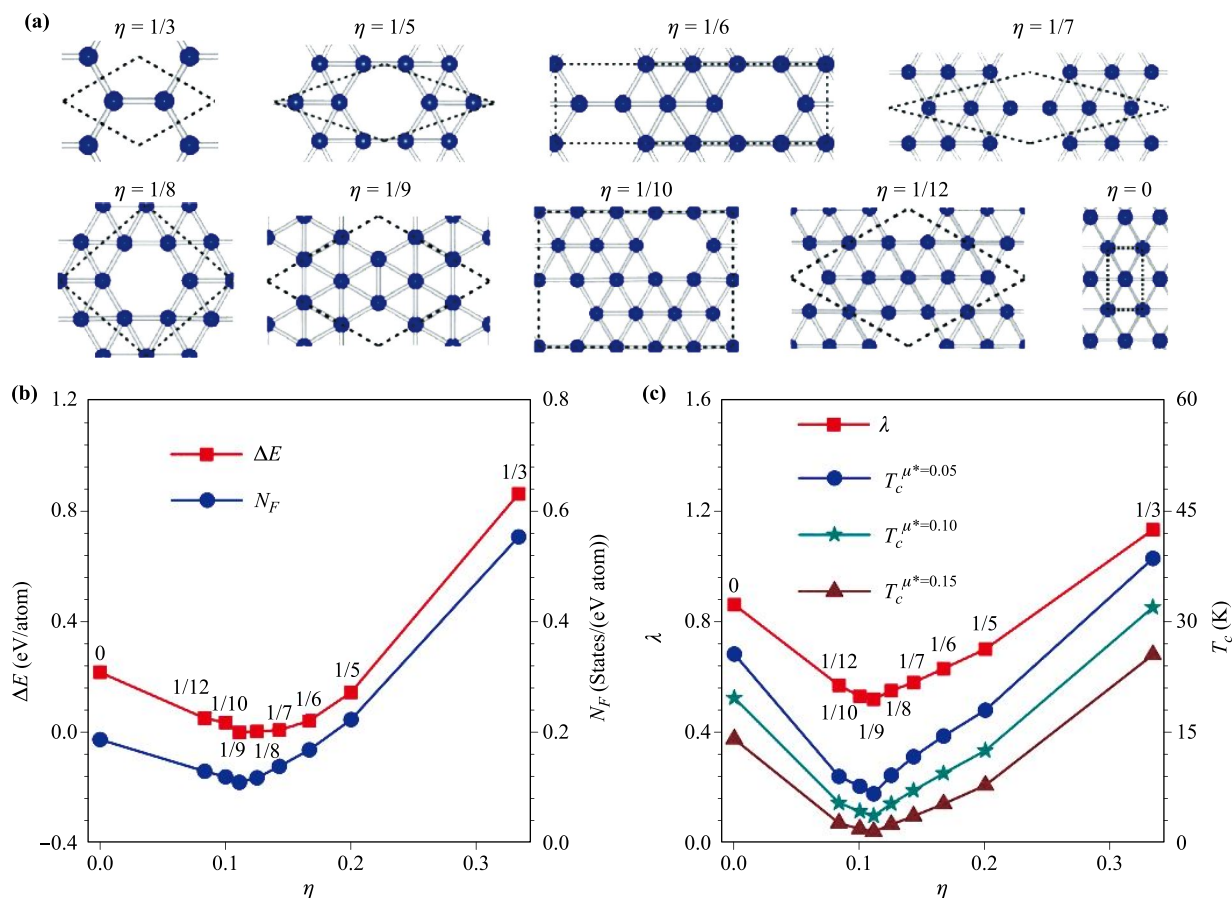 (a)
η = 1/3
η = 1/5
η = 1/6
η = 1/7
η = 1/8
η = 1/9
η = 1/10
η = 1/12
η = 0
(b)
1.2
0.8
0.4
0.0
−0.4
ΔE (eV/atom)
ΔE
N_F
0
1/12
1/10
1/9
1/8
1/7
1/6
1/5
1/3
0.8
0.6
0.4
0.2
0.0
N_F (States/(eV atom))
0.0
0.1
0.2
0.3
η
(c)
1.6
1.2
0.8
0.4
0.0
λ
λ
T_c^{μ*=0.05}
T_c^{μ*=0.10}
T_c^{μ*=0.15}
0
1/12
1/10
1/9
1/8
1/7
1/6
1/5
1/3
60
45
30
15
0
T_c (K)
0.0
0.1
0.2
0.3
η